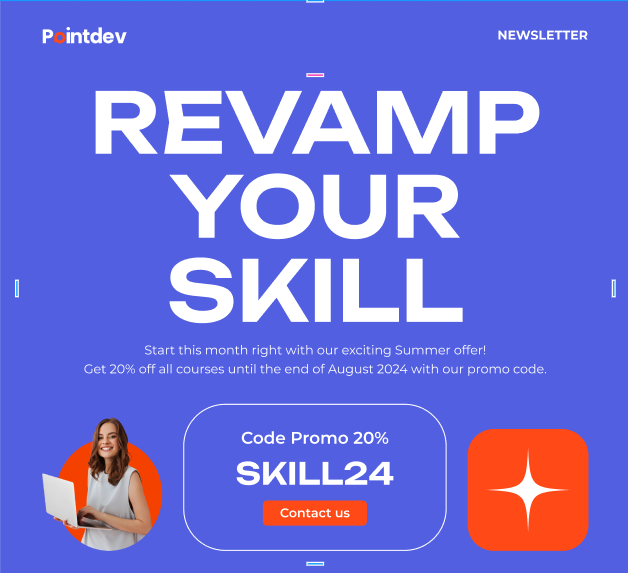 Pointdev
NEWSLETTER
REVAMP
YOUR
SKILL
Start this month right with our exciting Summer offer!
Get 20% off all courses until the end of August 2024 with our promo code.
Code Promo 20%
SKILL24
Contact us